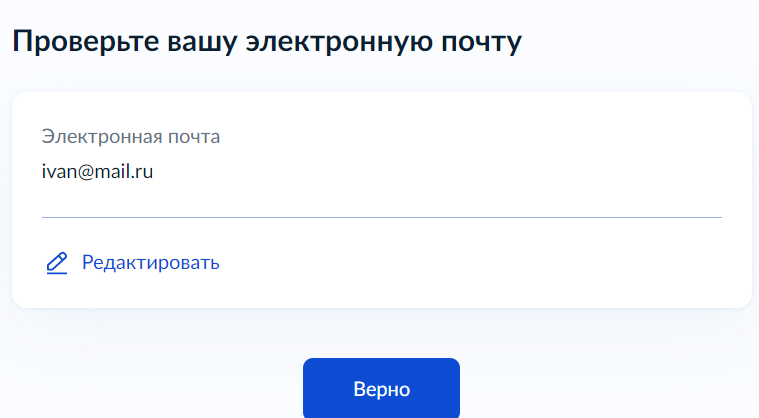 Проверьте вашу электронную почту
Электронная почта
ivan@mail.ru
Редактировать
Верно